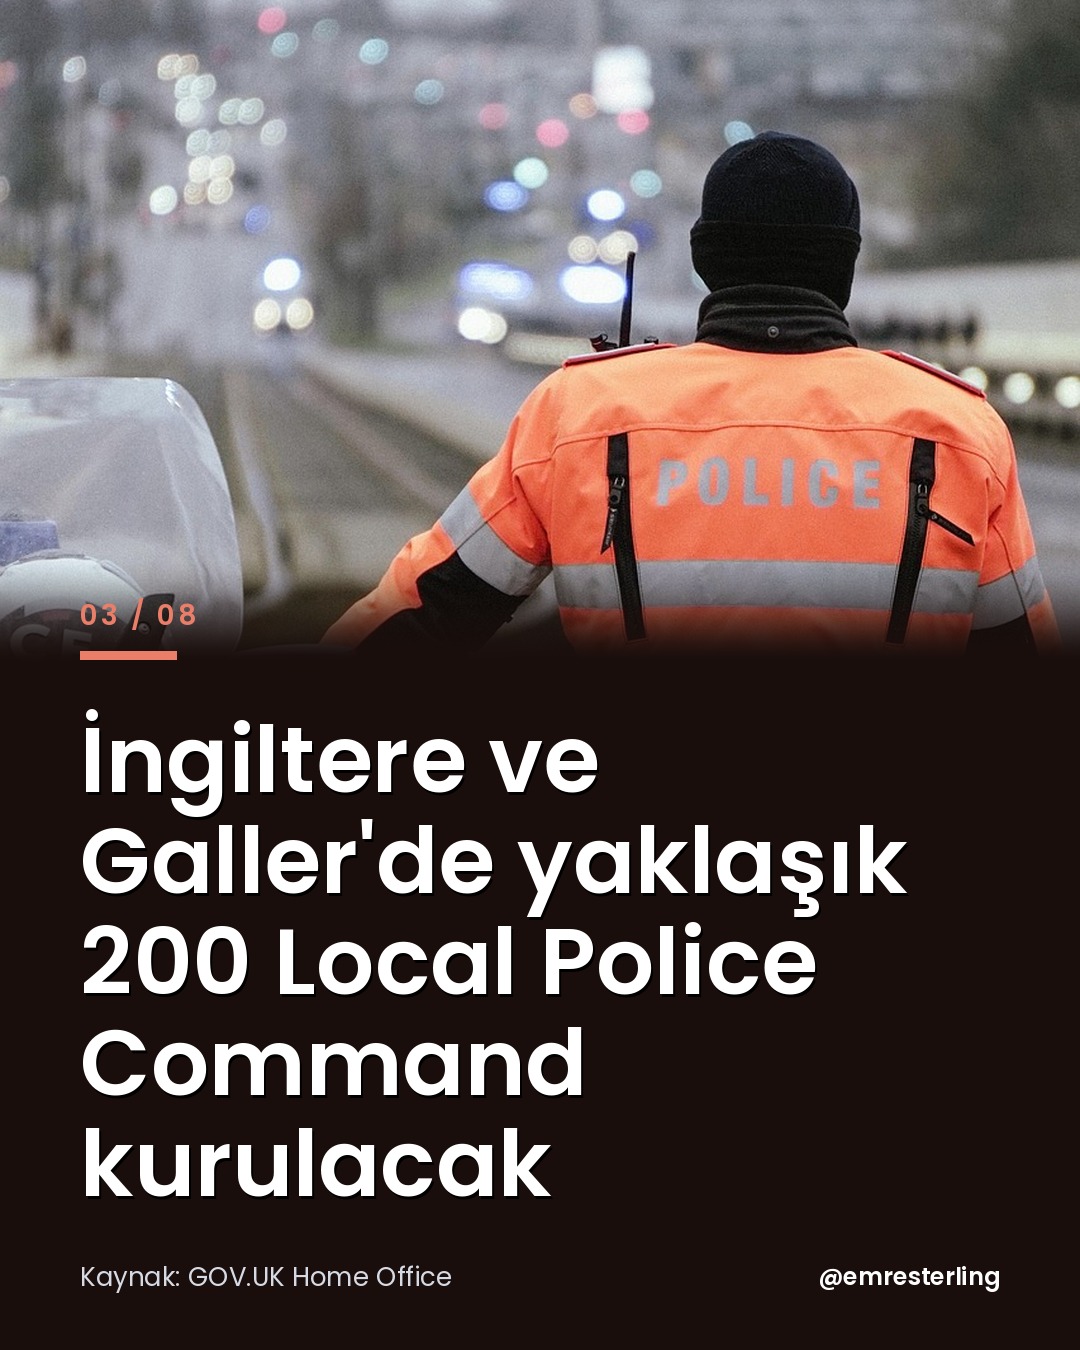 POLICE
03 / 08
İngiltere ve
Galler'de yaklaşık
200 Local Police
Command
kurulacak
Kaynak: GOV.UK Home Office
@emresterling